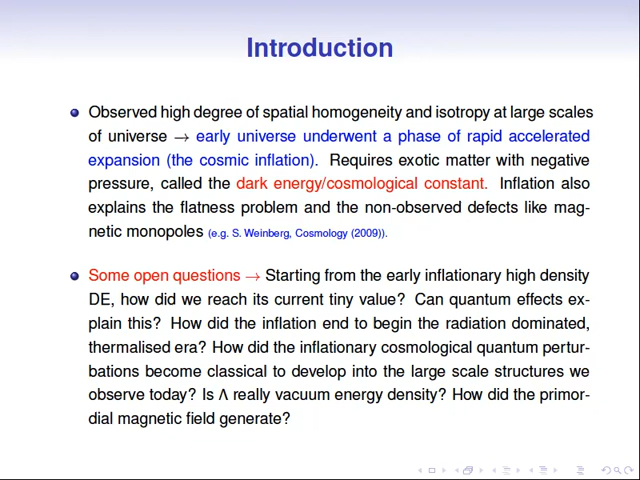 Introduction
Observed high degree of spatial homogeneity and isotropy at large scales
of universe → early universe underwent a phase of rapid accelerated
expansion (the cosmic inflation). Requires exotic matter with negative
pressure, called the dark energy/cosmological constant. Inflation also
explains the flatness problem and the non-observed defects like mag-
netic monopoles (e.g. S. Weinberg, Cosmology (2009)).
Some open questions → Starting from the early inflationary high density
DE, how did we reach its current tiny value? Can quantum effects ex-
plain this? How did the inflation end to begin the radiation dominated,
thermalised era? How did the inflationary cosmological quantum pertur-
bations become classical to develop into the large scale structures we
observe today? Is Λ really vacuum energy density? How did the primor-
dial magnetic field generate?